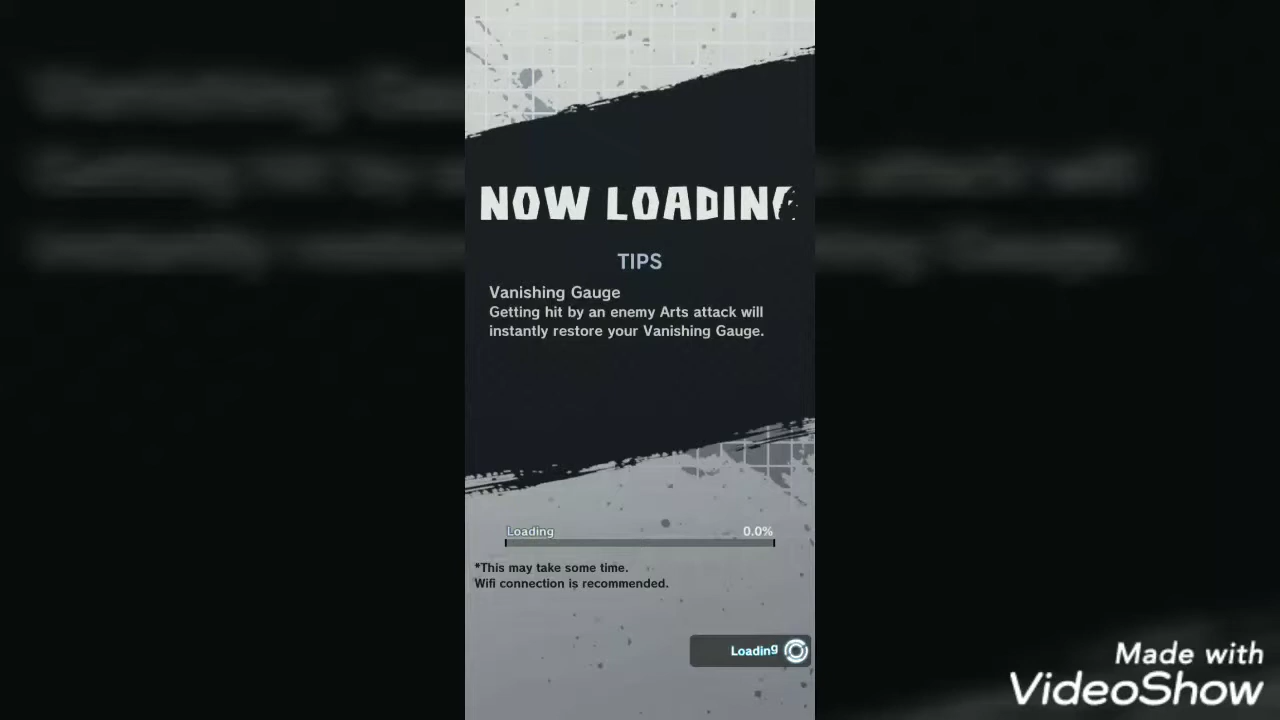 NOW LOADING
TIPS
Vanishing Gauge
Getting hit by an enemy Arts attack will
instantly restore your Vanishing Gauge.
Loading 0.0%
*This may take some time.
Wifi connection is recommended.
Loading
Made with
VideoShow